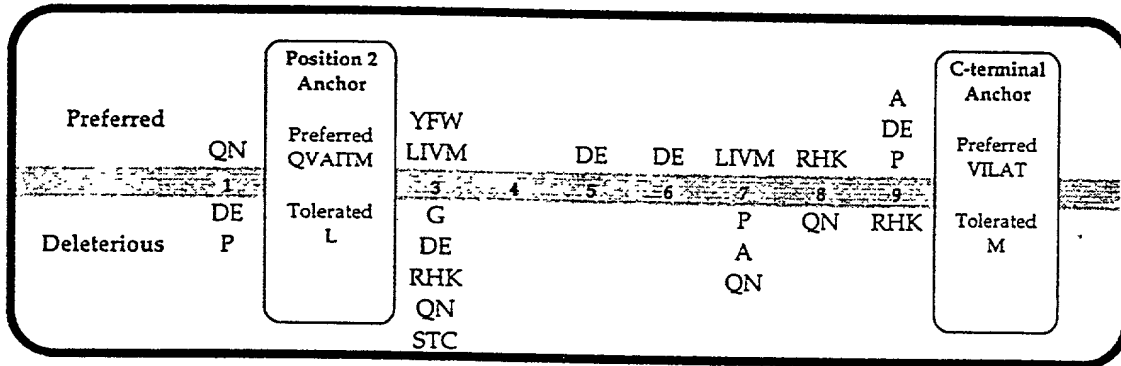 Preferred
QN
1
DE
P
Deleterious
Position 2
Anchor
Preferred
QVAITM
Tolerated
L
YFW
LIVM
3
G
DE
RHK
QN
STC
4
DE
5
DE
6
LIVM
7
P
A
QN
RHK
8
QN
A
DE
P
9
RHK
C-terminal
Anchor
Preferred
VILAT
Tolerated
M